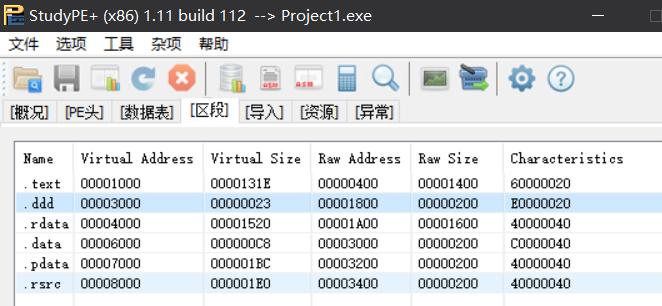 StudyPE+ (x86) 1.11 build 112 --> Project1.exe
文件 选项 工具 杂项 帮助
ASM ASM
[概况] [PE头] [数据表] [区段] [导入] [资源] [异常]
Name Virtual Address Virtual Size Raw Address Raw Size Characteristics
.text 00001000 0000131E 00000400 00001400 60000020
.ddd 00003000 00000023 00001800 00000200 E0000020
.rdata 00004000 00001520 00001A00 00001600 40000040
.data 00006000 000000C8 00003000 00000200 C0000040
.pdata 00007000 000001BC 00003200 00000200 40000040
.rsrc 00008000 000001E0 00003400 00000200 40000040